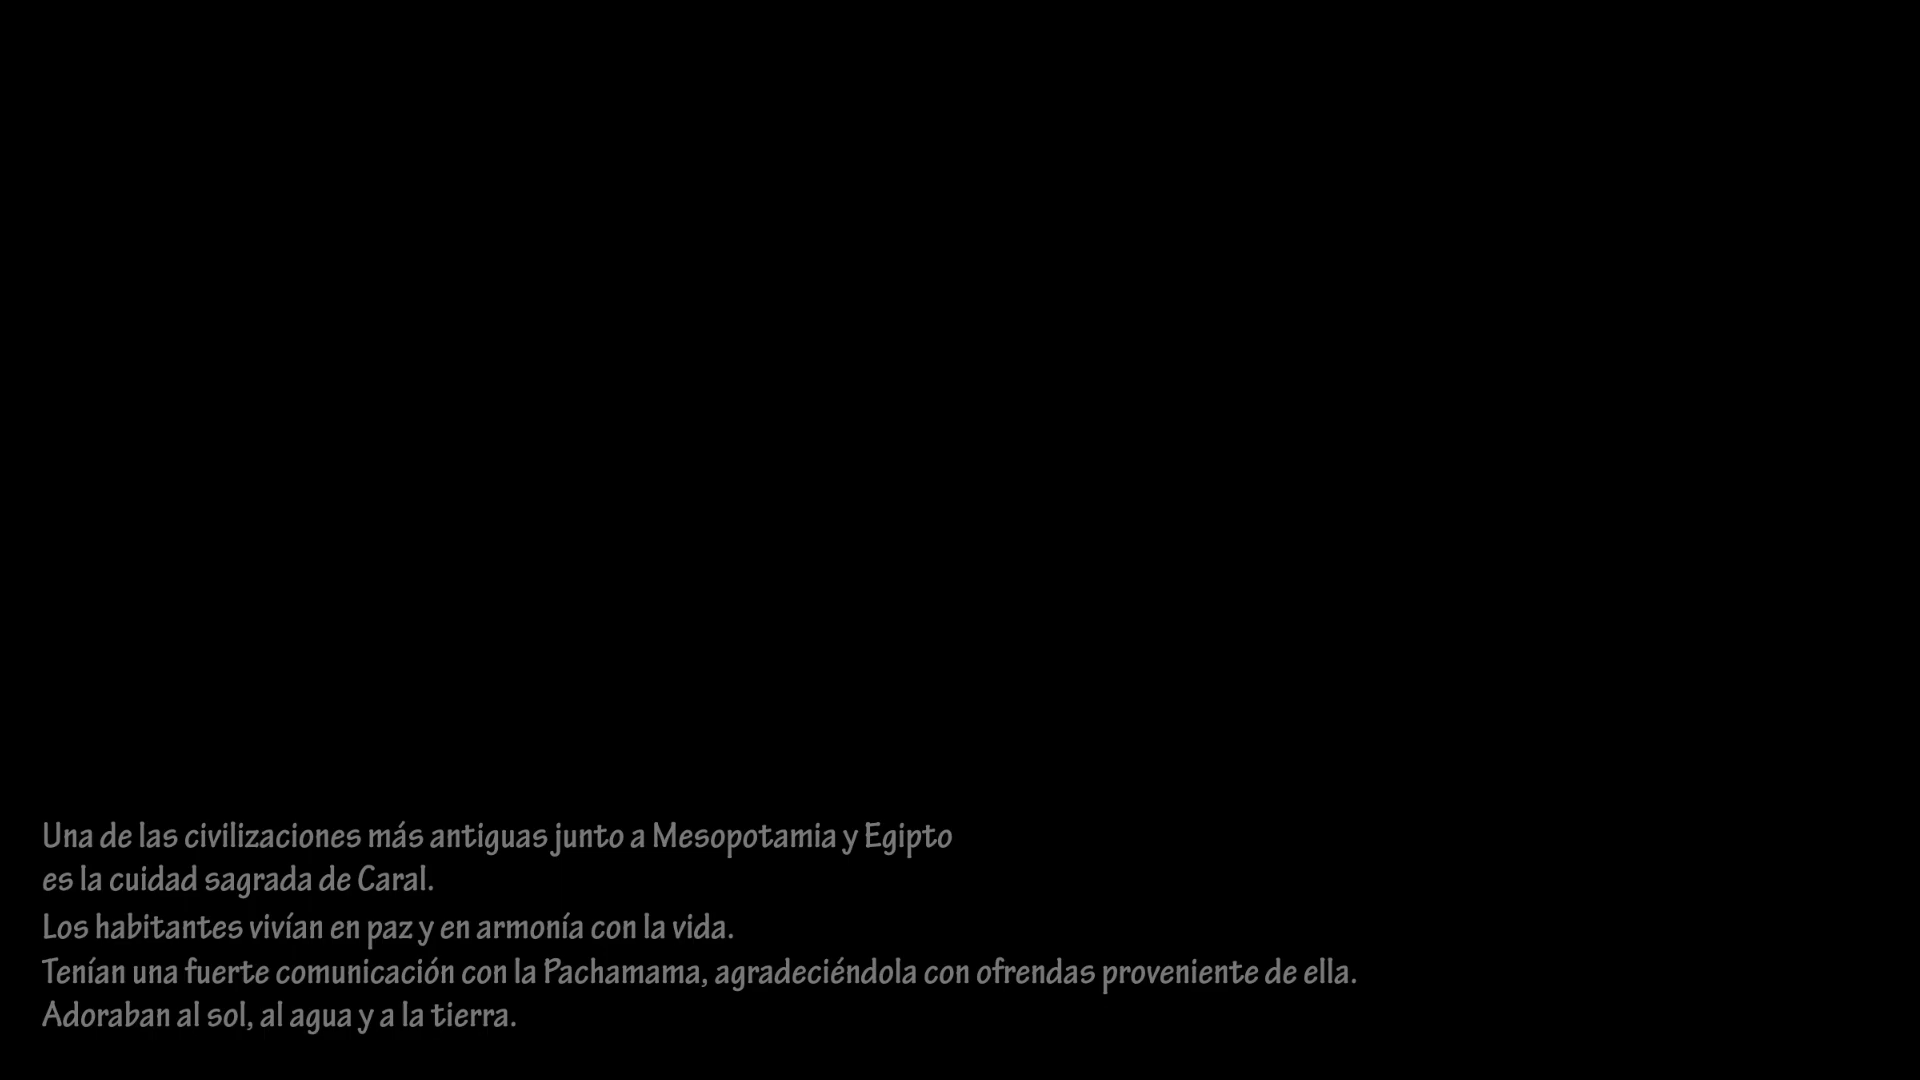 Una de las civilizaciones más antiguas junto a Mesopotamia y Egipto
es la cuidad sagrada de Caral.
Los habitantes vivían en paz y en armonía con la vida.
Tenían una fuerte comunicación con la Pachamama, agradeciéndola con ofrendas proveniente de ella.
Adoraban al sol, al agua y a la tierra.